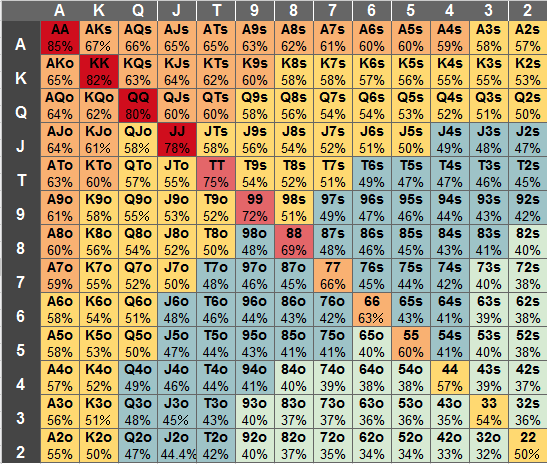 A K Q J T 9 8 7 6 5 4 3 2
A AA AKs AQs AJs ATs A9s A8s A7s A6s A5s A4s A3s A2s
85% 67% 66% 65% 65% 63% 62% 61% 60% 60% 59% 58% 57%
K AKo KK KQs KJs KTs K9s K8s K7s K6s K5s K4s K3s K2s
65% 82% 63% 64% 62% 60% 58% 58% 57% 56% 55% 55% 53%
Q AQo KQo QQ QJs QTs Q9s Q8s Q7s Q6s Q5s Q4s Q3s Q2s
64% 62% 80% 60% 60% 58% 56% 54% 54% 53% 52% 51% 50%
J AJo KJo QJo JJ JTs J9s J8s J7s J6s J5s J4s J3s J2s
64% 61% 58% 78% 58% 56% 54% 52% 51% 50% 49% 48% 47%
T ATo KTo QTo JTo TT T9s T8s T7s T6s T5s T4s T3s T2s
63% 60% 57% 55% 75% 54% 52% 51% 49% 47% 47% 46% 45%
9 A9o K9o Q9o J9o T9o 99 98s 97s 96s 95s 94s 93s 92s
61% 58% 55% 53% 52% 72% 51% 49% 47% 46% 44% 43% 42%
8 A8o K8o Q8o J8o T8o 98o 88 87s 86s 85s 84s 83s 82s
60% 56% 54% 52% 50% 48% 69% 48% 46% 45% 43% 41% 40%
7 A7o K7o Q7o J7o T7o 97o 87o 77 76s 75s 74s 73s 72s
59% 55% 52% 50% 48% 46% 45% 66% 45% 44% 42% 40% 38%
6 A6o K6o Q6o J6o T6o 96o 86o 76o 66 65s 64s 63s 62s
58% 54% 51% 48% 46% 44% 43% 42% 63% 43% 41% 39% 38%
5 A5o K5o Q5o J5o T5o 95o 85o 75o 65o 55 54s 53s 52s
58% 53% 50% 47% 44% 43% 41% 41% 40% 60% 41% 40% 38%
4 A4o K4o Q4o J4o T4o 94o 84o 74o 64o 54o 44 43s 42s
57% 52% 49% 46% 44% 41% 40% 39% 38% 38% 57% 39% 37%
3 A3o K3o Q3o J3o T3o 93o 83o 73o 63o 53o 43o 33 32s
56% 51% 48% 45% 43% 40% 37% 37% 36% 36% 35% 54% 36%
2 A2o K2o Q2o J2o T2o 92o 82o 72o 62o 52o 42o 32o 22
55% 50% 47% 44.4% 42% 40% 37% 35% 34% 34% 33% 32% 50%